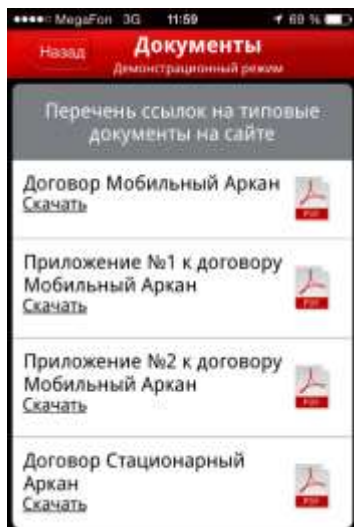 MegaFon 3G 11:59 69 %
Назад Документы
Демонстрационный режим
Перечень ссылок на типовые
документы на сайте
Договор Мобильный Аркан
Скачать
PDF
Приложение №1 к договору
Мобильный Аркан
Скачать
PDF
Приложение №2 к договору
Мобильный Аркан
Скачать
PDF
Договор Стационарный
Аркан
Скачать
PDF